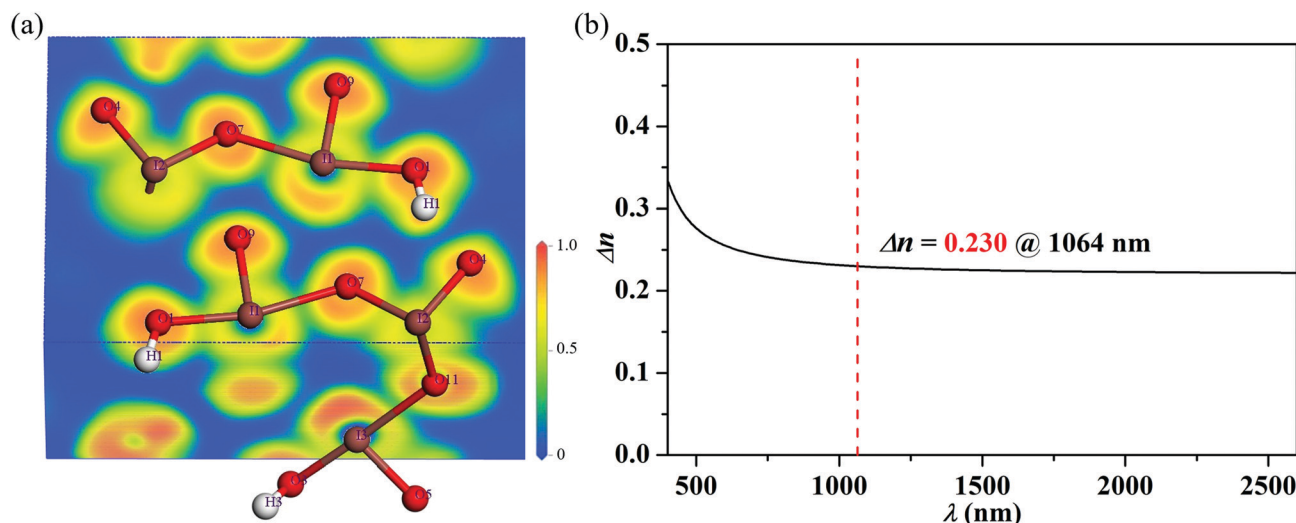 (a)
O4
O7
O9
I2
I1
O1
H1
O9
O4
O7
O1
I1
I2
H1
O11
I3
O3
H3
O5
1.0
0.5
0
(b)
0.5
0.4
0.3
0.2
0.1
0.0
Δn
Δn = 0.230 @ 1064 nm
500 1000 1500 2000 2500
λ (nm)